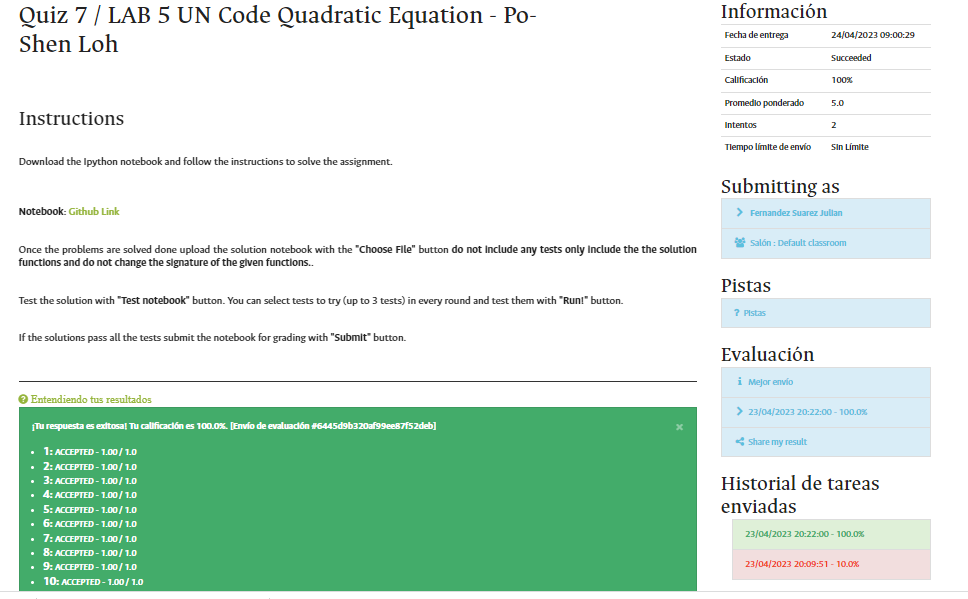 Quiz 7 / LAB 5 UN Code Quadratic Equation - Po-
Shen Loh
Instructions
Download the Ipython notebook and follow the instructions to solve the assignment.
Notebook: Github Link
Once the problems are solved done upload the solution notebook with the "Choose File" button do not include any tests only include the the solution
functions and do not change the signature of the given functions..
Test the solution with "Test notebook" button. You can select tests to try (up to 3 tests) in every round and test them with "Run!" button.
If the solutions pass all the tests submit the notebook for grading with "Submit" button.
Entendiendo tus resultados
¡Tu respuesta es exitosa! Tu calificación es 100.0%. [Envío de evaluación #6445d9b320af99ee87f52deb]
1: ACCEPTED - 1.00 / 1.0
2: ACCEPTED - 1.00 / 1.0
3: ACCEPTED - 1.00 / 1.0
4: ACCEPTED - 1.00 / 1.0
5: ACCEPTED - 1.00 / 1.0
6: ACCEPTED - 1.00 / 1.0
7: ACCEPTED - 1.00 / 1.0
8: ACCEPTED - 1.00 / 1.0
9: ACCEPTED - 1.00 / 1.0
10: ACCEPTED - 1.00 / 1.0
Información
Fecha de entrega 24/04/2023 09:00:29
Estado Succeeded
Calificación 100%
Promedio ponderado 5.0
Intentos 2
Tiempo límite de envío Sin Límite
Submitting as
Fernandez Suarez Julian
Salón : Default classroom
Pistas
Pistas
Evaluación
Mejor envío
23/04/2023 20:22:00 - 100.0%
Share my result
Historial de tareas
enviadas
23/04/2023 20:22:00 - 100.0%
23/04/2023 20:09:51 - 10.0%